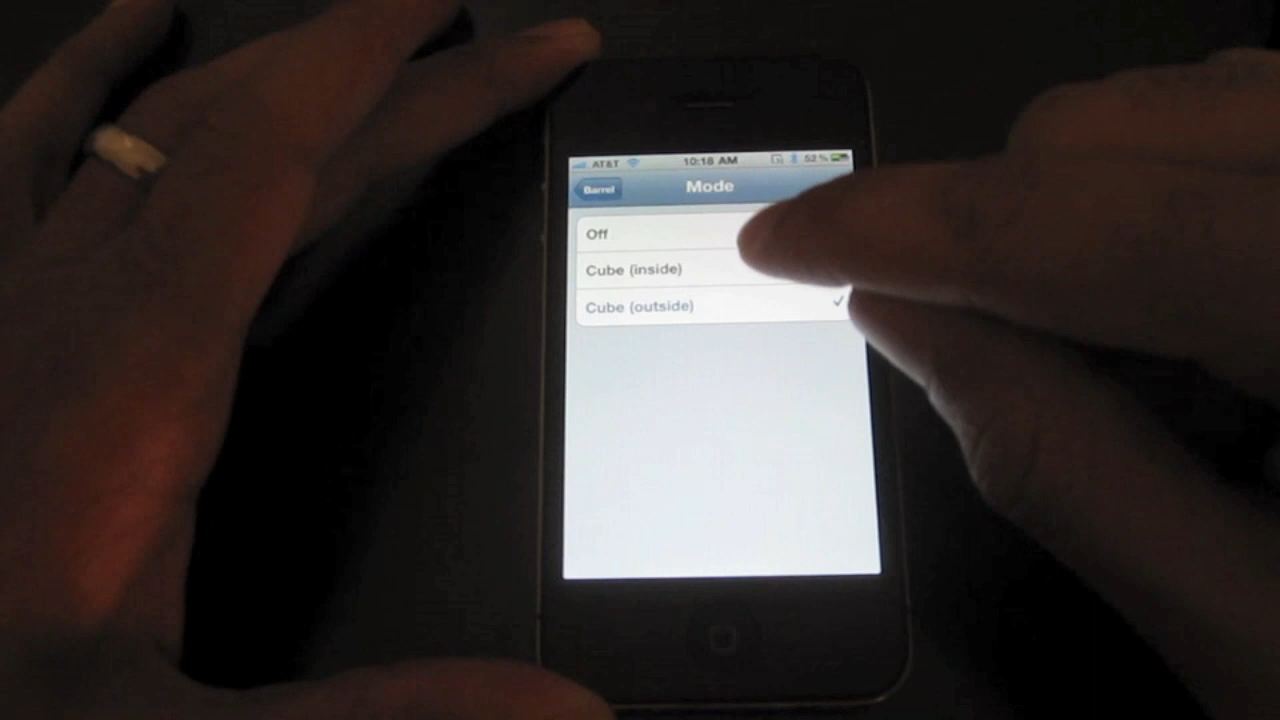 AT&T 10:18 AM 52%
Barrel Mode
Off
Cube (inside)
Cube (outside)